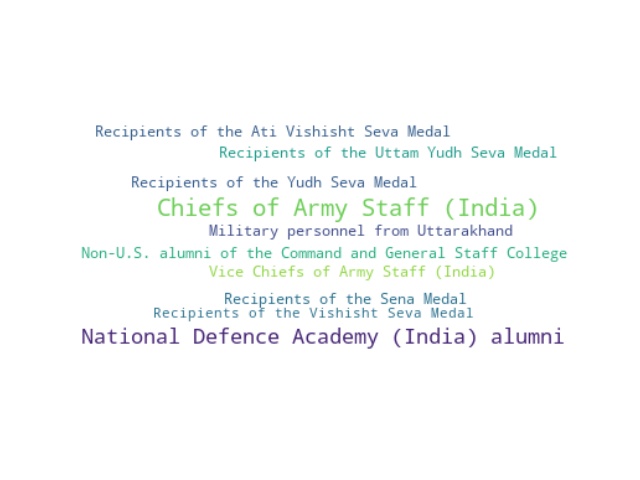 Recipients of the Ati Vishisht Seva Medal
Recipients of the Uttam Yudh Seva Medal
Recipients of the Yudh Seva Medal
Chiefs of Army Staff (India)
Military personnel from Uttarakhand
Non-U.S. alumni of the Command and General Staff College
Vice Chiefs of Army Staff (India)
Recipients of the Sena Medal
Recipients of the Vishisht Seva Medal
National Defence Academy (India) alumni